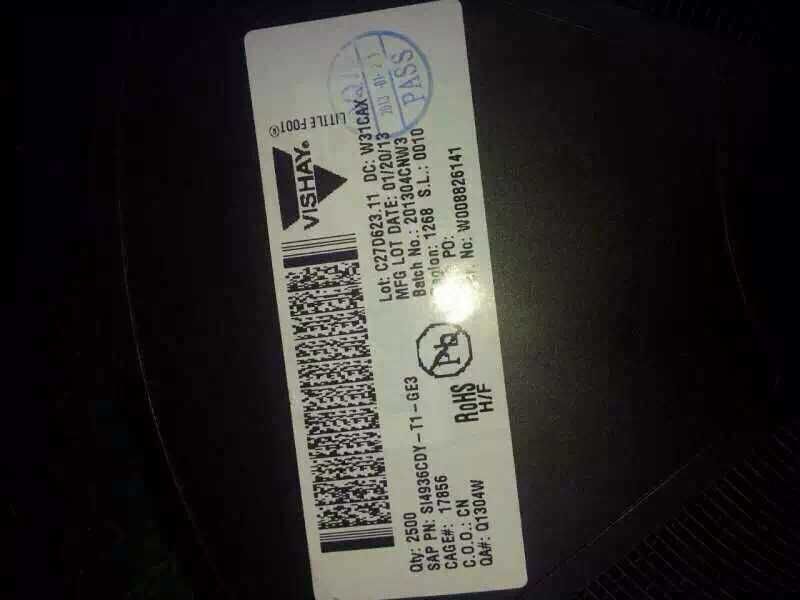 LITTLE FOOT®
VISHAY®
PASS
Lot: C27D623.11 DC: W31CAX
MFG LOT DATE: 01/20/13
Batch No.: 201304CNW3
Region: 1268 S.L.: 0010
PO:
No: W008826141
Pb
RoHS
H/F
Qty: 2500
SAP PN: SI4936CDY-T1-GE3
CAGE#: 17856
C.O.O.: CN
QA#: Q1304W